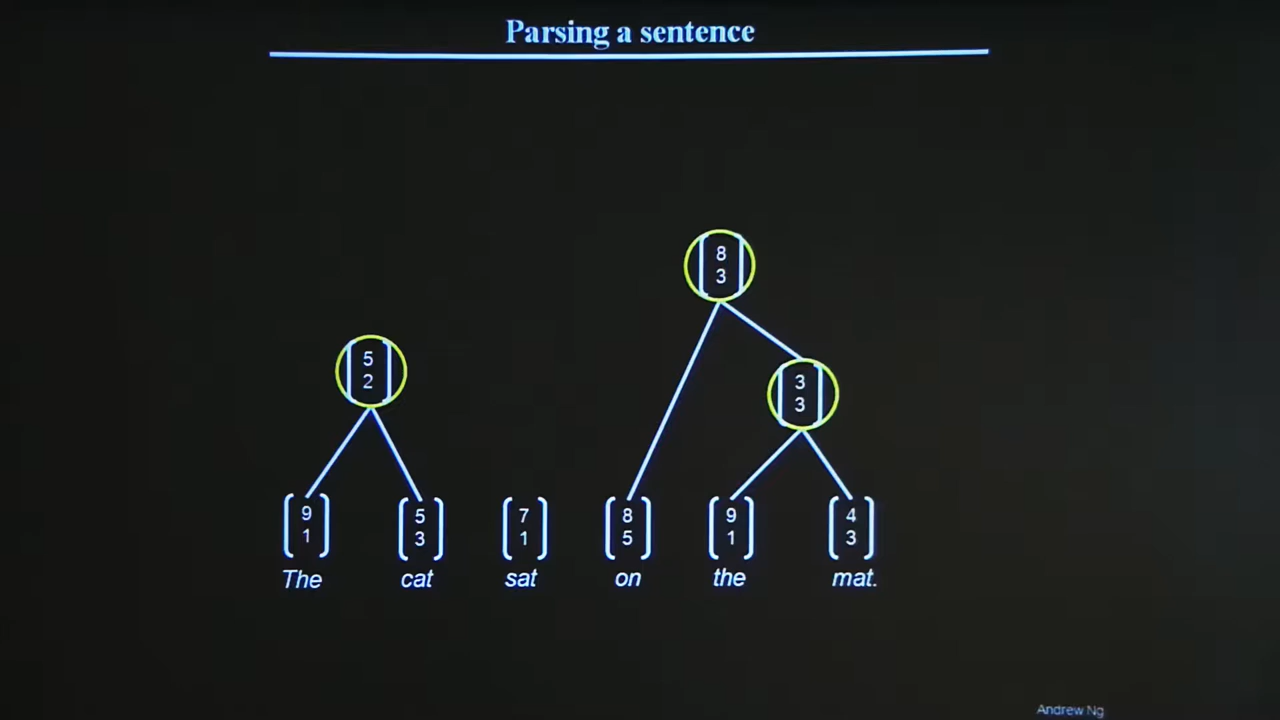 Parsing a sentence
8
3
5
2
3
3
9 5 7 8 9 4
1 3 1 5 1 3
The cat sat on the mat.
Andrew Ng